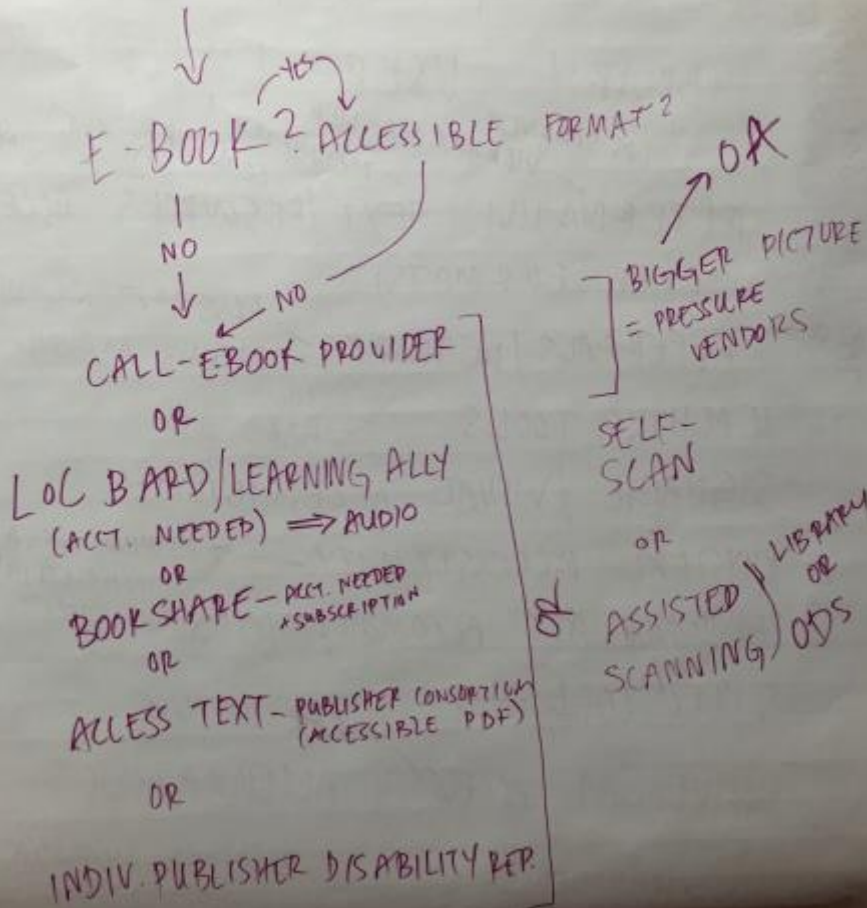 YES
E-BOOK? ACCESSIBLE FORMAT?
NO
NO
CALL-E-BOOK PROVIDER
OR
LOC BARD/LEARNING ALLY
(ACCT. NEEDED) ⇒ AUDIO
OR
BOOKSHARE - ACCT. NEEDED
+ SUBSCRIPTION
OR
ACCESS TEXT - PUBLISHER CONSORTIUM
(ACCESSIBLE PDF)
OR
INDIV. PUBLISHER DISABILITY REP.
OR
OA
BIGGER PICTURE
= PRESSURE
VENDORS
SELF-
SCAN
OR
ASSISTED
SCANNING
LIBRARY
OR
ODS